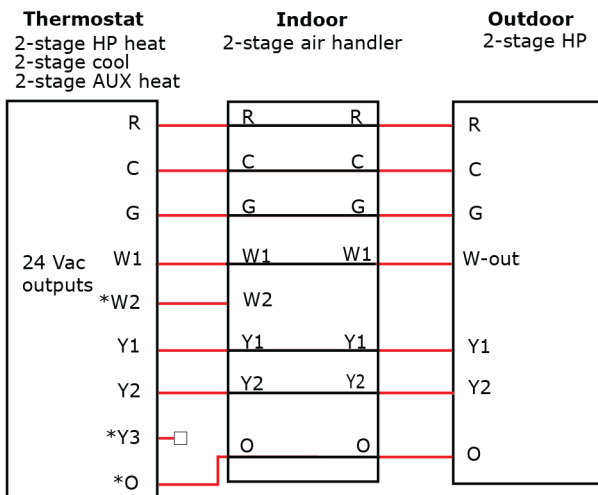 Thermostat
2-stage HP heat
2-stage cool
2-stage AUX heat
Indoor
2-stage air handler
Outdoor
2-stage HP
R
R
R
R
C
C
C
C
G
G
G
G
24 Vac
outputs
W1
W1
W1
W-out
*W2
W2
Y1
Y1
Y1
Y1
Y2
Y2
Y2
Y2
*Y3
*O
O
O
O